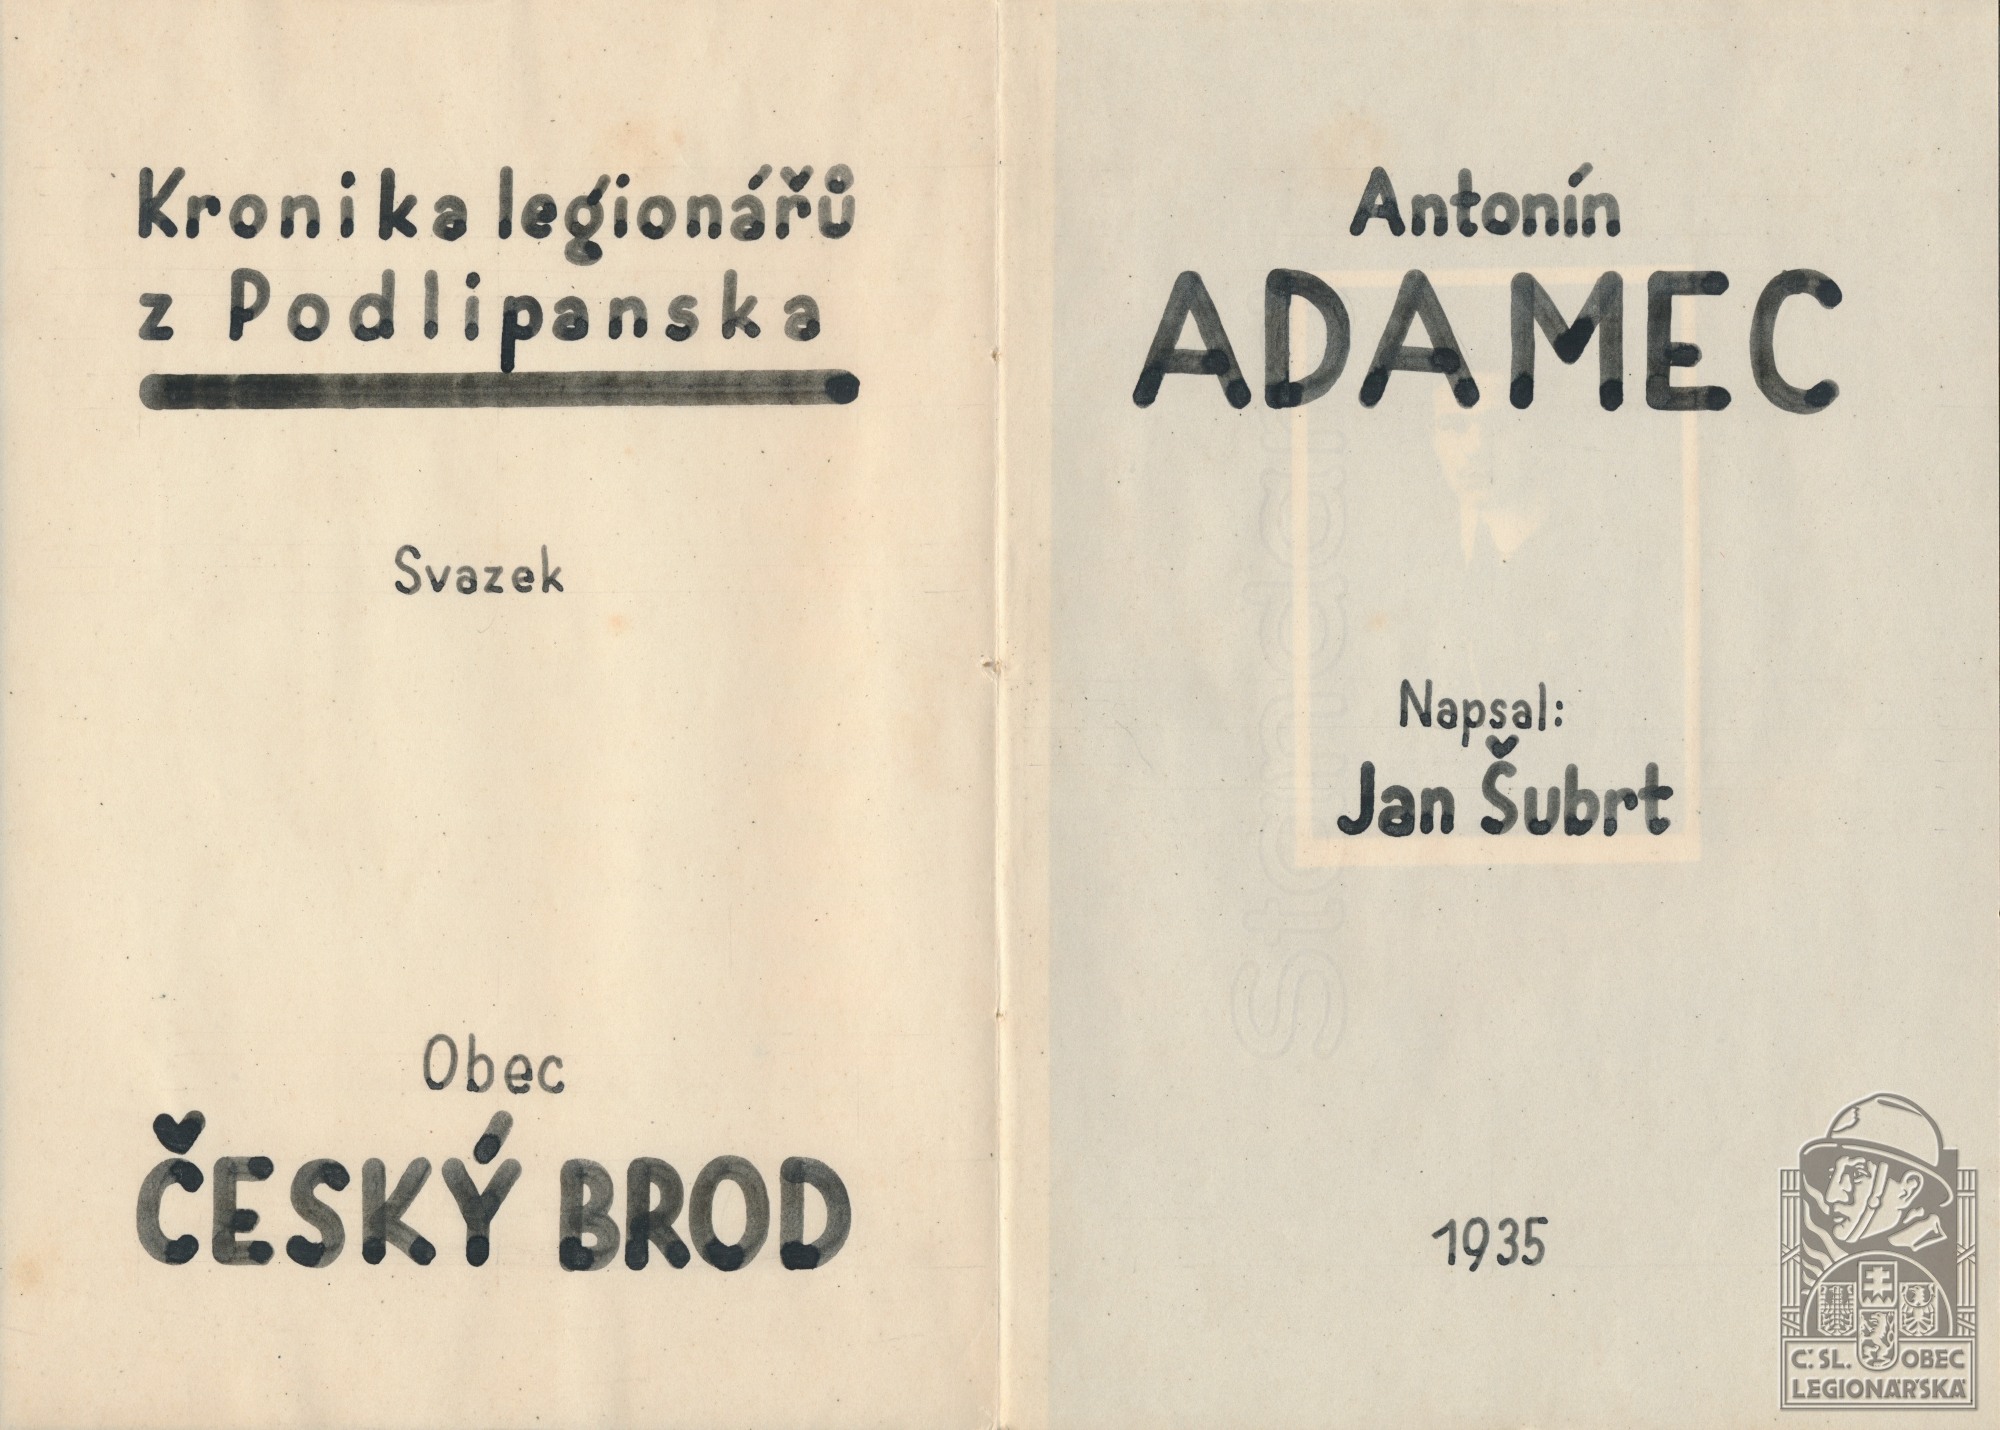 Kronika legionářů
z Podlipanska
Svazek
Obec
ČESKÝ BROD
Antonín
ADAMEC
Napsal:
Jan Šubrt
1935
Č. SL. OBEC
LEGIONÁŘSKÁ